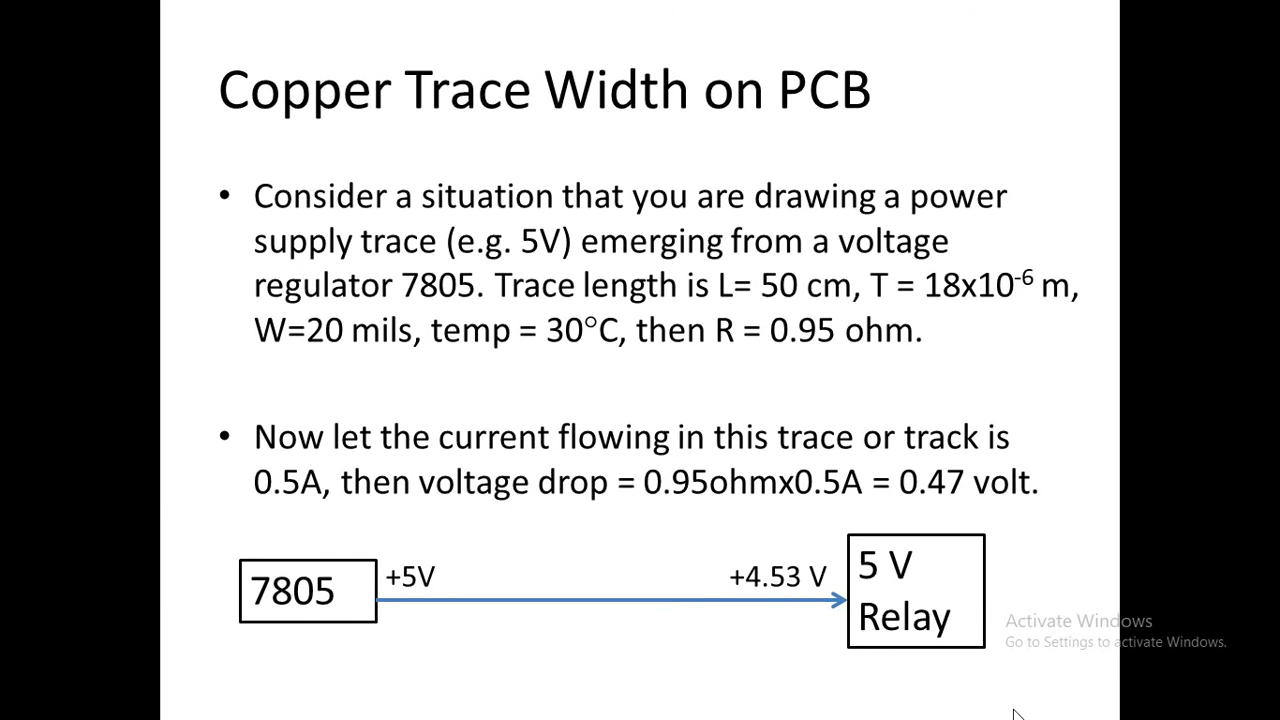 Copper Trace Width on PCB
• Consider a situation that you are drawing a power
supply trace (e.g. 5V) emerging from a voltage
regulator 7805. Trace length is L= 50 cm, T = 18x10⁻⁶ m,
W=20 mils, temp = 30°C, then R = 0.95 ohm.
• Now let the current flowing in this trace or track is
0.5A, then voltage drop = 0.95ohmx0.5A = 0.47 volt.
7805
+5V
+4.53 V
5 V
Relay
Activate Windows
Go to Settings to activate Windows.